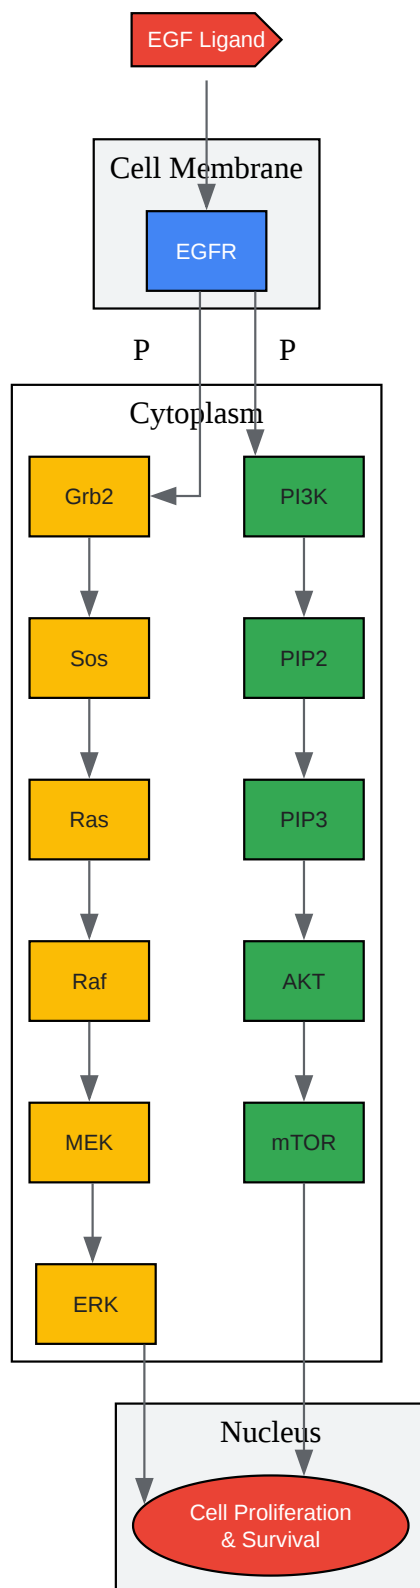 EGF Ligand
Cell Membrane
EGFR
P
P
Cytoplasm
Grb2
PI3K
Sos
PIP2
Ras
PIP3
Raf
AKT
MEK
mTOR
ERK
Nucleus
Cell Proliferation
& Survival